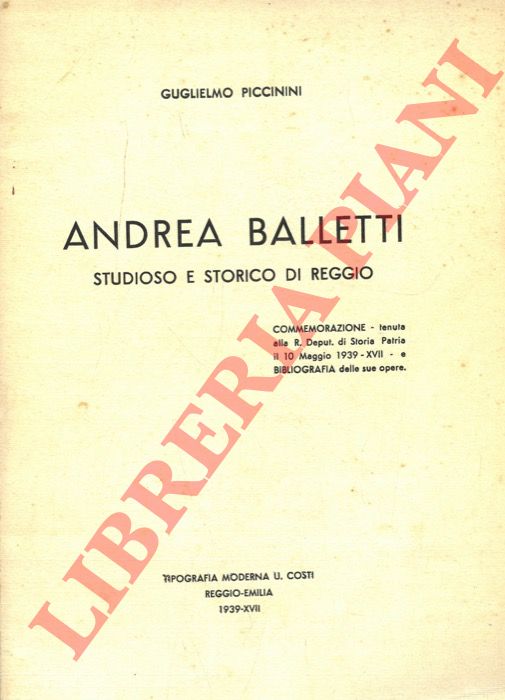 GUGLIELMO PICCININI
ANDREA BALLETTI
STUDIOSO E STORICO DI REGGIO
COMMEMORAZIONE - tenuta
alla R. Deput. di Storia Patria
il 10 Maggio 1939-XVII - e
BIBLIOGRAFIA delle sue opere.
LIBRERIA PIANI
TIPOGRAFIA MODERNA U. COSTI
REGGIO-EMILIA
1939-XVII